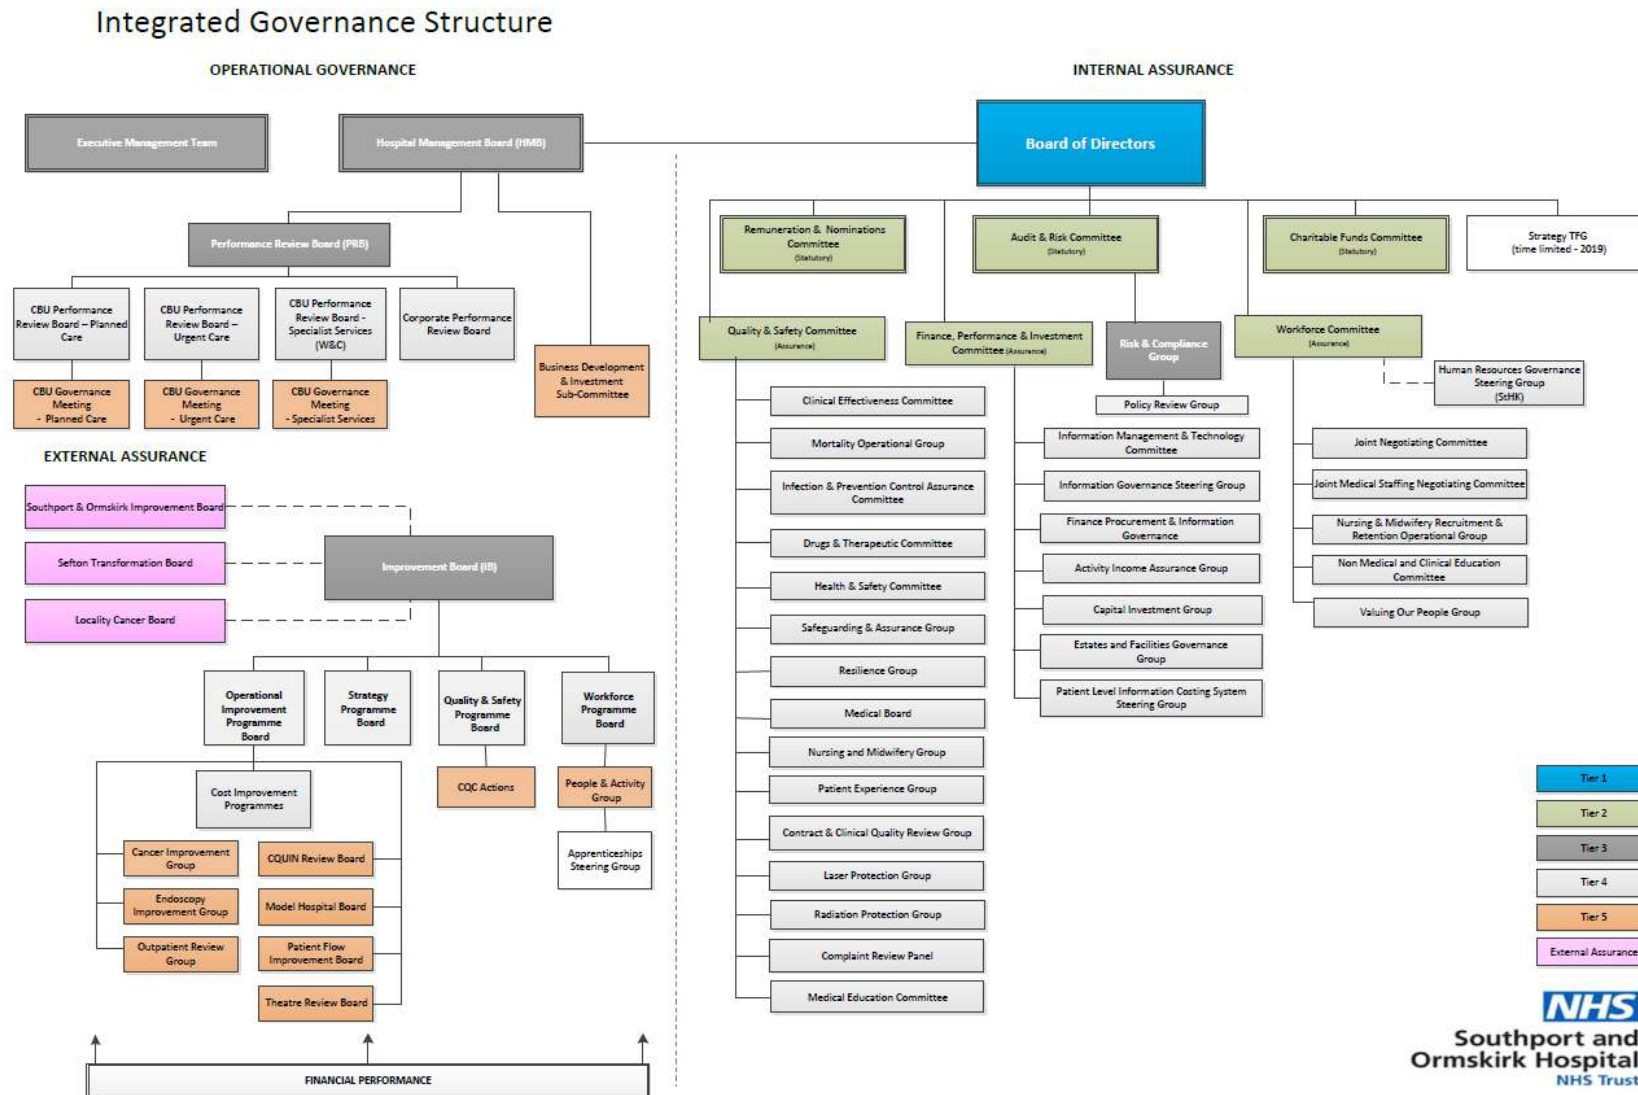 Integrated Governance Structure
OPERATIONAL GOVERNANCE
INTERNAL ASSURANCE
Executive Management Team
Hospital Management Board (HMB)
Board of Directors
Performance Review Board (PRB)
CBU Performance
Review Board – Planned
Care
CBU Performance
Review Board –
Urgent Care
CBU Performance
Review Board -
Specialist Services
(W&C)
Corporate Performance
Review Board
Business Development
& Investment
Sub-Committee
CBU Governance
Meeting
- Planned Care
CBU Governance
Meeting
- Urgent Care
CBU Governance
Meeting
- Specialist Services
EXTERNAL ASSURANCE
Southport & Ormskirk Improvement Board
Sefton Transformation Board
Locality Cancer Board
Improvement Board (IB)
Operational
Improvement
Programme
Board
Strategy
Programme
Board
Quality & Safety
Programme
Board
Workforce
Programme
Board
Cost Improvement
Programmes
CQC Actions
People & Activity
Group
Apprenticeships
Steering Group
Cancer Improvement
Group
Endoscopy
Improvement Group
Outpatient Review
Group
CQUIN Review Board
Model Hospital Board
Patient Flow
Improvement Board
Theatre Review Board
FINANCIAL PERFORMANCE
Remuneration & Nominations
Committee
(Statutory)
Audit & Risk Committee
(Statutory)
Charitable Funds Committee
(Statutory)
Strategy TFG
(time limited - 2019)
Quality & Safety Committee
(Assurance)
Finance, Performance & Investment
Committee (Assurance)
Risk & Compliance
Group
Workforce Committee
(Assurance)
Human Resources Governance
Steering Group
(StHK)
Policy Review Group
Clinical Effectiveness Committee
Mortality Operational Group
Infection & Prevention Control Assurance
Committee
Drugs & Therapeutic Committee
Health & Safety Committee
Safeguarding & Assurance Group
Resilience Group
Medical Board
Nursing and Midwifery Group
Patient Experience Group
Contract & Clinical Quality Review Group
Laser Protection Group
Radiation Protection Group
Complaint Review Panel
Medical Education Committee
Information Management & Technology
Committee
Information Governance Steering Group
Finance Procurement & Information
Governance
Activity Income Assurance Group
Capital Investment Group
Estates and Facilities Governance
Group
Patient Level Information Costing System
Steering Group
Joint Negotiating Committee
Joint Medical Staffing Negotiating Committee
Nursing & Midwifery Recruitment &
Retention Operational Group
Non Medical and Clinical Education
Committee
Valuing Our People Group
Tier 1
Tier 2
Tier 3
Tier 4
Tier 5
External Assurance
NHS
Southport and
Ormskirk Hospital
NHS Trust